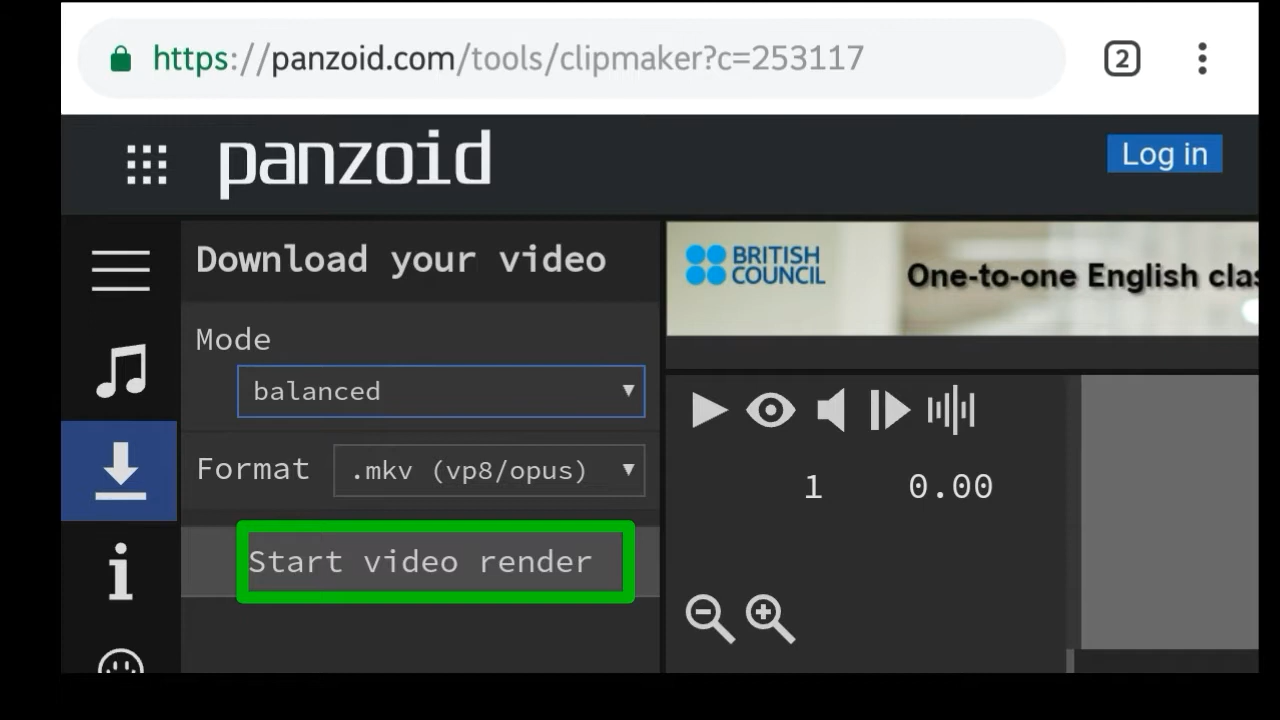 https://panzoid.com/tools/clipmaker?c=253117
2
panzoid
Log in
Download your video
BRITISH
COUNCIL
One-to-one English clas
Mode
balanced
Format
.mkv (vp8/opus)
1
0.00
Start video render